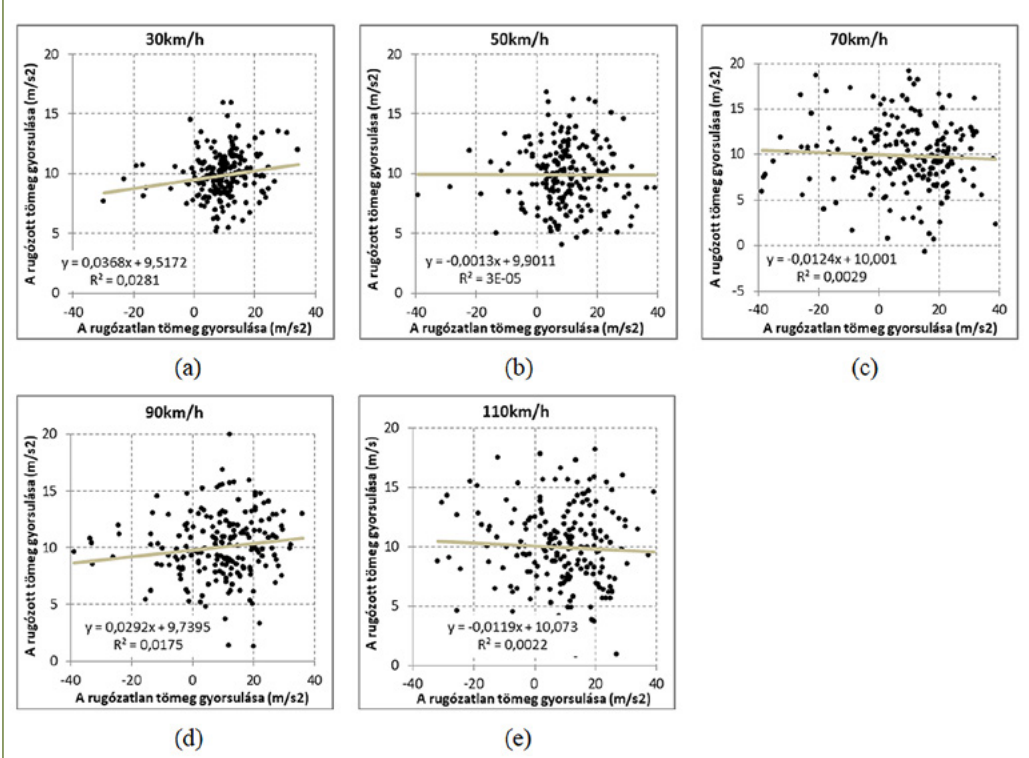 30km/h
A rugózott tömeg gyorsulása (m/s2)
20
15
10
5
0
y = 0,0368x + 9,5172
R² = 0,0281
-40 -20 0 20 40
A rugózatlan tömeg gyorsulása (m/s2)
(a)
50km/h
A rugózott tömeg gyorsulása (m/s2)
20
15
10
5
0
y = -0,0013x + 9,9011
R² = 3E-05
-40 -20 0 20 40
A rugózatlan tömeg gyorsulása (m/s2)
(b)
70km/h
A rugózott tömeg gyorsulása (m/s2)
20
15
10
5
0
-5
y = -0,0124x + 10,001
R² = 0,0029
-40 -20 0 20 40
A rugózatlan tömeg gyorsulása (m/s2)
(c)
90km/h
A rugózott tömeg gyorsulása (m/s2)
20
15
10
5
0
y = 0,0292x + 9,7395
R² = 0,0175
-40 -20 0 20 40
A rugózatlan tömeg gyorsulása (m/s2)
(d)
110km/h
A rugózott tömeg gyorsulása (m/s)
20
15
10
5
0
y = -0,0119x + 10,073
R² = 0,0022
-40 -20 0 20 40
A rugózatlan tömeg gyorsulása (m/s2)
(e)